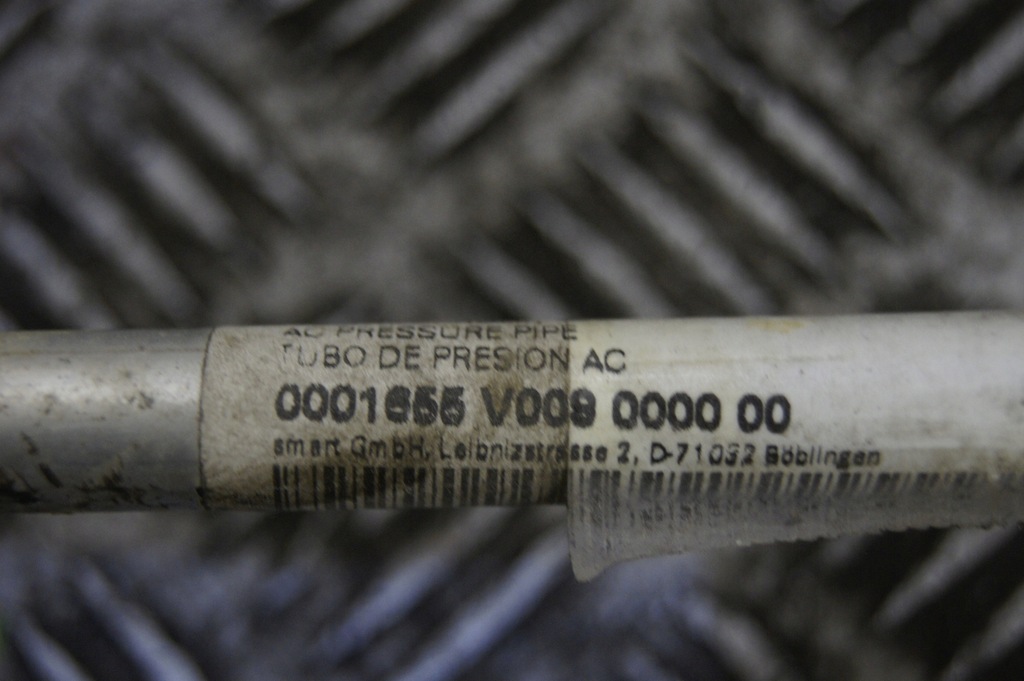 AC PRESSURE PIPE
TUBO DE PRESION AC
0001655 V009 0000 00
smart GmbH, Leibnizstrasse 2, D-71032 Böblingen